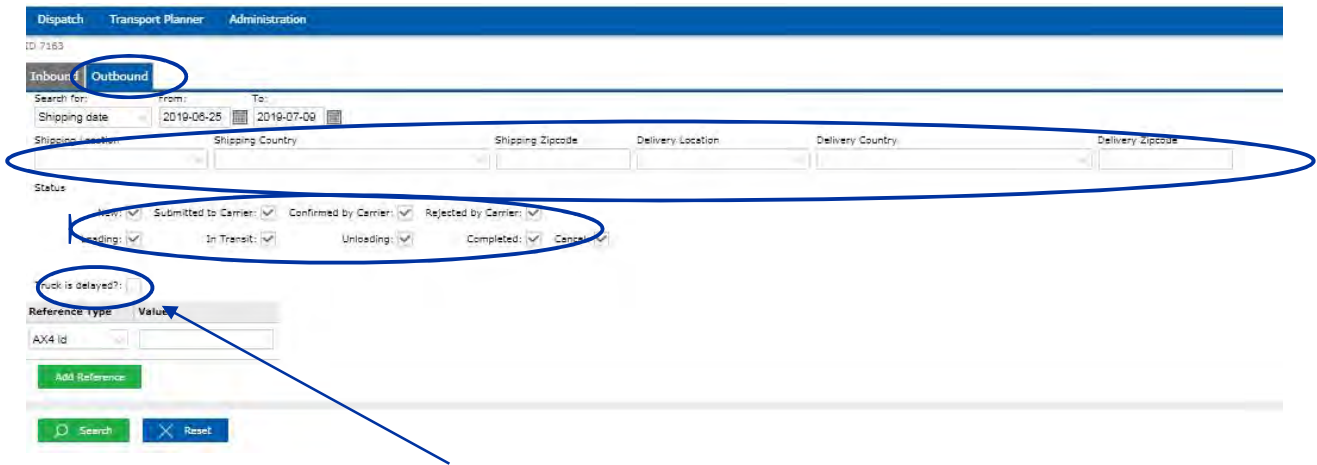 Dispatch Transport Planner Administration
ID 7163
Inbound Outbound
Search for: From: To:
Shipping date 2019-06-25 2019-07-09
Shipping Location Shipping Country Shipping Zipcode Delivery Location Delivery Country Delivery Zipcode
Status
New: Submitted to Carrier: Confirmed by Carrier: Rejected by Carrier:
Loading: In Transit: Unloading: Completed: Cancel:
Truck is delayed?:
Reference Type Value
AX4 Id
Add Reference
Search Reset